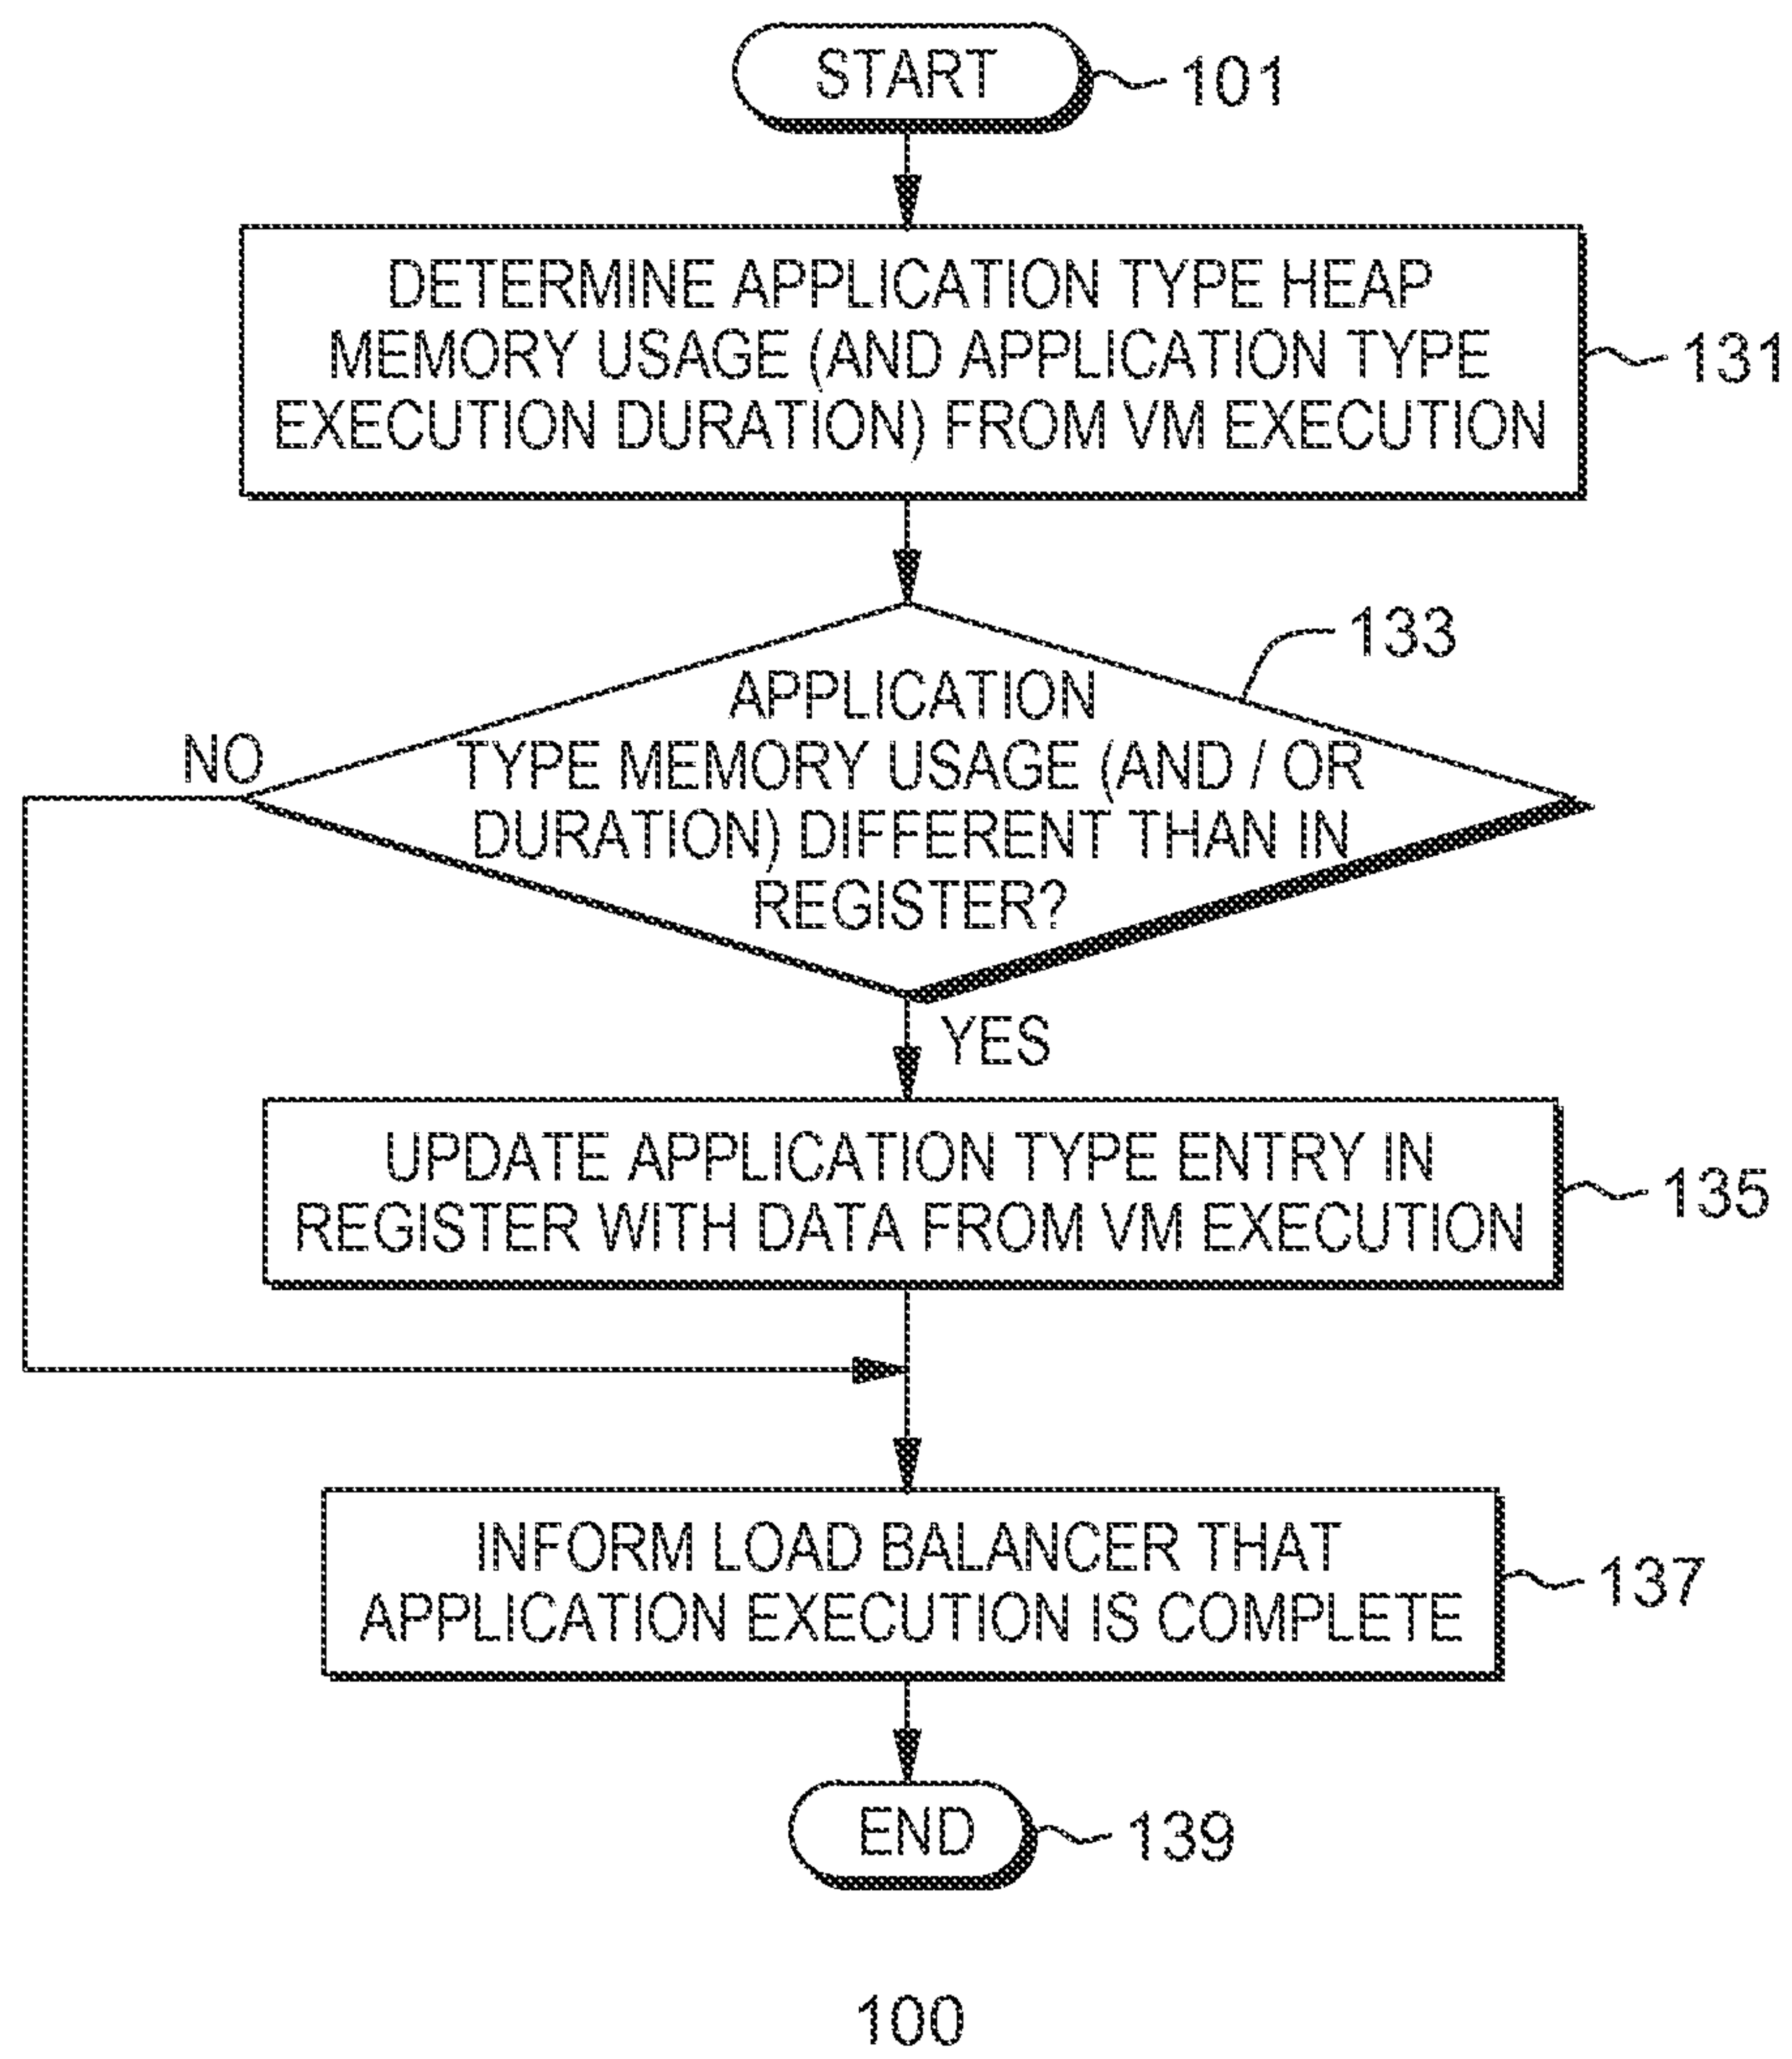 START
101
DETERMINE APPLICATION TYPE HEAP
MEMORY USAGE (AND APPLICATION TYPE
EXECUTION DURATION) FROM VM EXECUTION
131
133
APPLICATION
TYPE MEMORY USAGE (AND / OR
DURATION) DIFFERENT THAN IN
REGISTER?
NO
YES
UPDATE APPLICATION TYPE ENTRY IN
REGISTER WITH DATA FROM VM EXECUTION
135
INFORM LOAD BALANCER THAT
APPLICATION EXECUTION IS COMPLETE
137
END
139
100